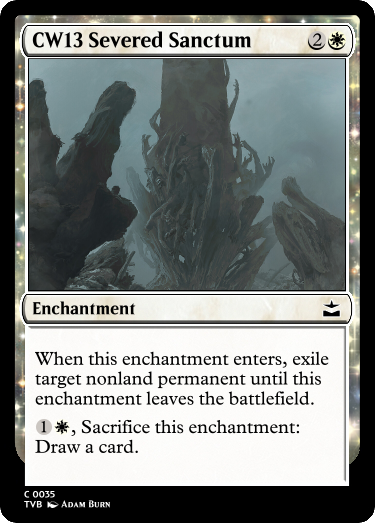 CW13 Severed Sanctum 2
Enchantment
When this enchantment enters, exile
target nonland permanent until this
enchantment leaves the battlefield.
1, Sacrifice this enchantment:
Draw a card.
C 0035
TVB Adam Burn